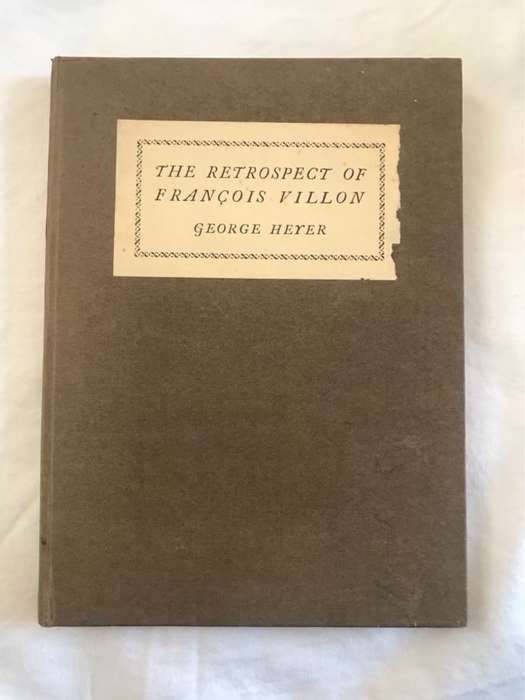 THE RETROSPECT OF
FRANÇOIS VILLON
GEORGE HEYER